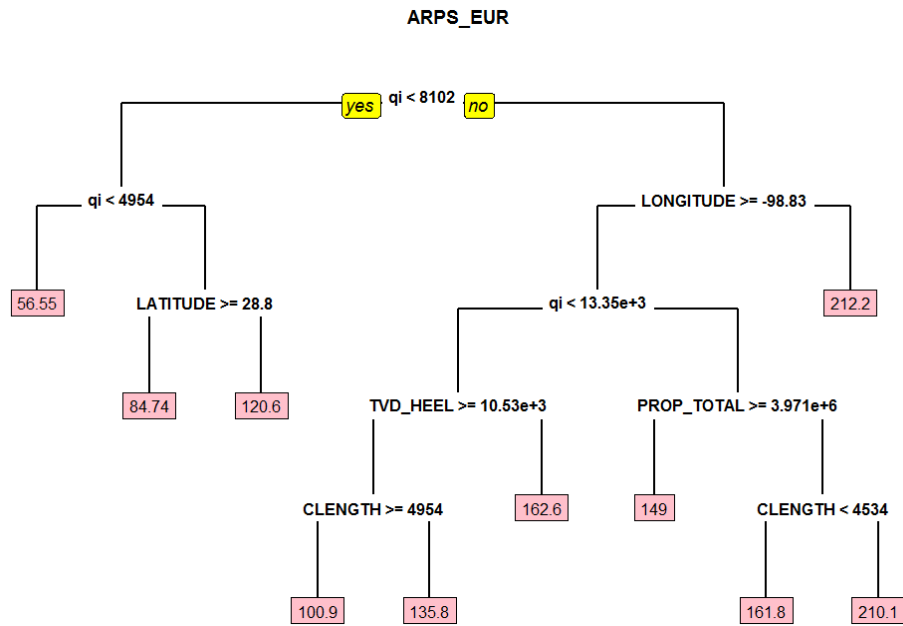 ARPS_EUR
yes qi < 8102 no
qi < 4954 LONGITUDE >= -98.83
56.55 LATITUDE >= 28.8 qi < 13.35e+3 212.2
84.74 120.6 TVD_HEEL >= 10.53e+3 PROP_TOTAL >= 3.971e+6
CLENGTH >= 4954 162.6 149 CLENGTH < 4534
100.9 135.8 161.8 210.1